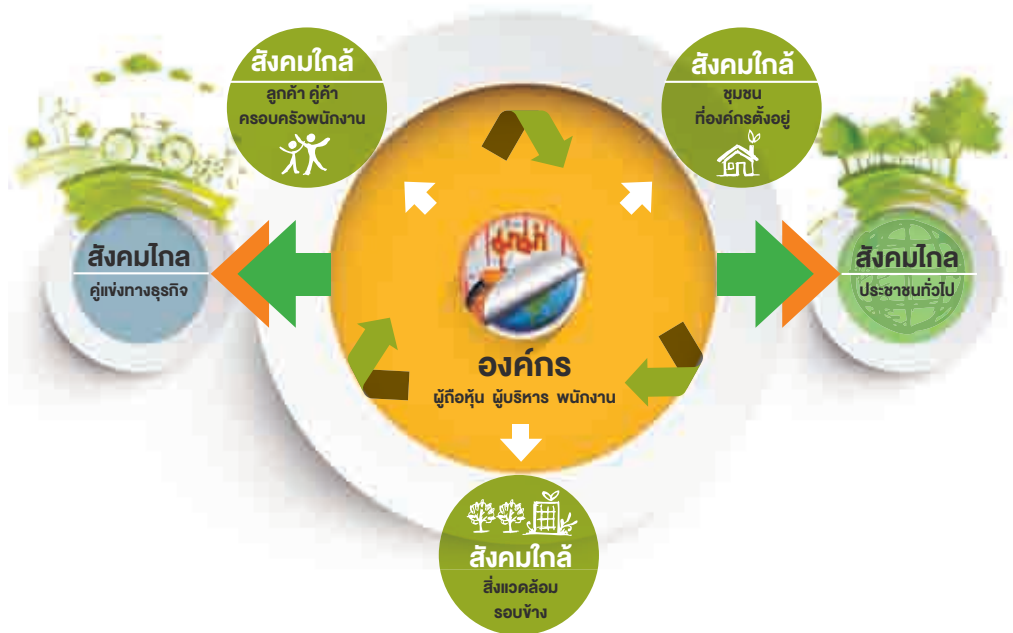 สังคมใกล้
ลูกค้า คู่ค้า
ครอบครัวพนักงาน
สังคมใกล้
ชุมชน
ที่องค์กรตั้งอยู่
สังคมไกล
คู่แข่งทางธุรกิจ
สังคมไกล
ประชาชนทั่วไป
องค์กร
ผู้ถือหุ้น ผู้บริหาร พนักงาน
สังคมใกล้
สิ่งแวดล้อม
รอบข้าง